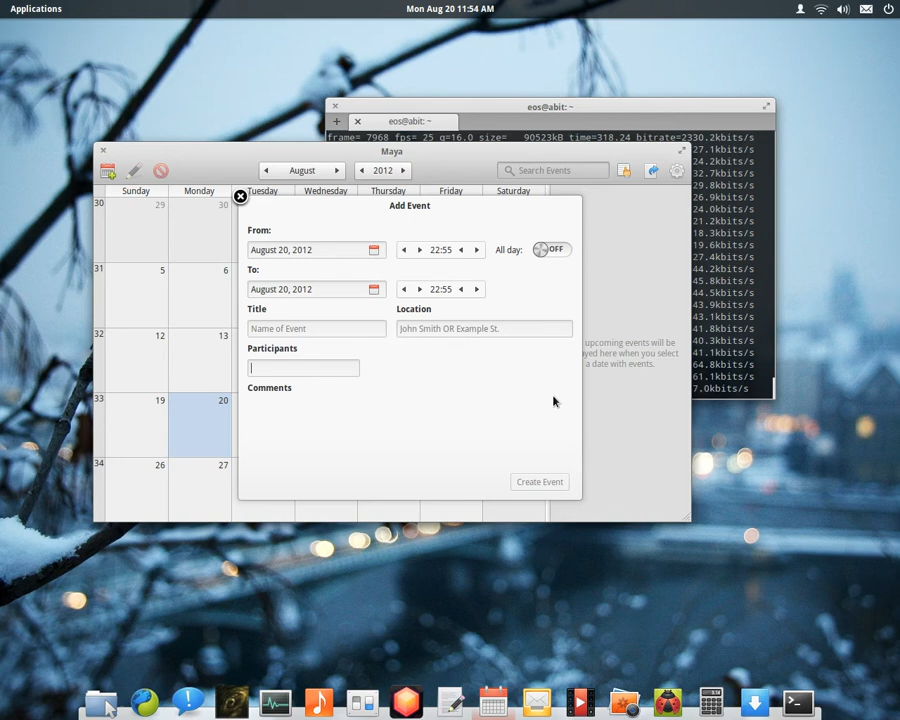 Applications
Mon Aug 20 11:54 AM
eos@abit: ~
+ × eos@abit: ~
frame= 7968 fps= 25 q=16.0 size= 90523kB time=318.24 bitrate=2330.2kbits/s
27.1kbits/s
24.2kbits/s
32.7kbits/s
29.8kbits/s
26.9kbits/s
24.0kbits/s
21.2kbits/s
18.3kbits/s
19.6kbits/s
27.4kbits/s
44.2kbits/s
45.8kbits/s
44.5kbits/s
43.9kbits/s
43.1kbits/s
41.8kbits/s
40.3kbits/s
41.1kbits/s
64.8kbits/s
61.1kbits/s
7.0kbits/s
Maya
August
2012
Search Events
Sunday Monday Tuesday Wednesday Thursday Friday Saturday
30 29 30
31 5 6
32 12 13
33 19 20
34 26 27
Add Event
From:
August 20, 2012 22:55 All day: OFF
To:
August 20, 2012 22:55
Title Location
Name of Event John Smith OR Example St.
Participants
Comments
Create Event
upcoming events will be
yed here when you select
a date with events.